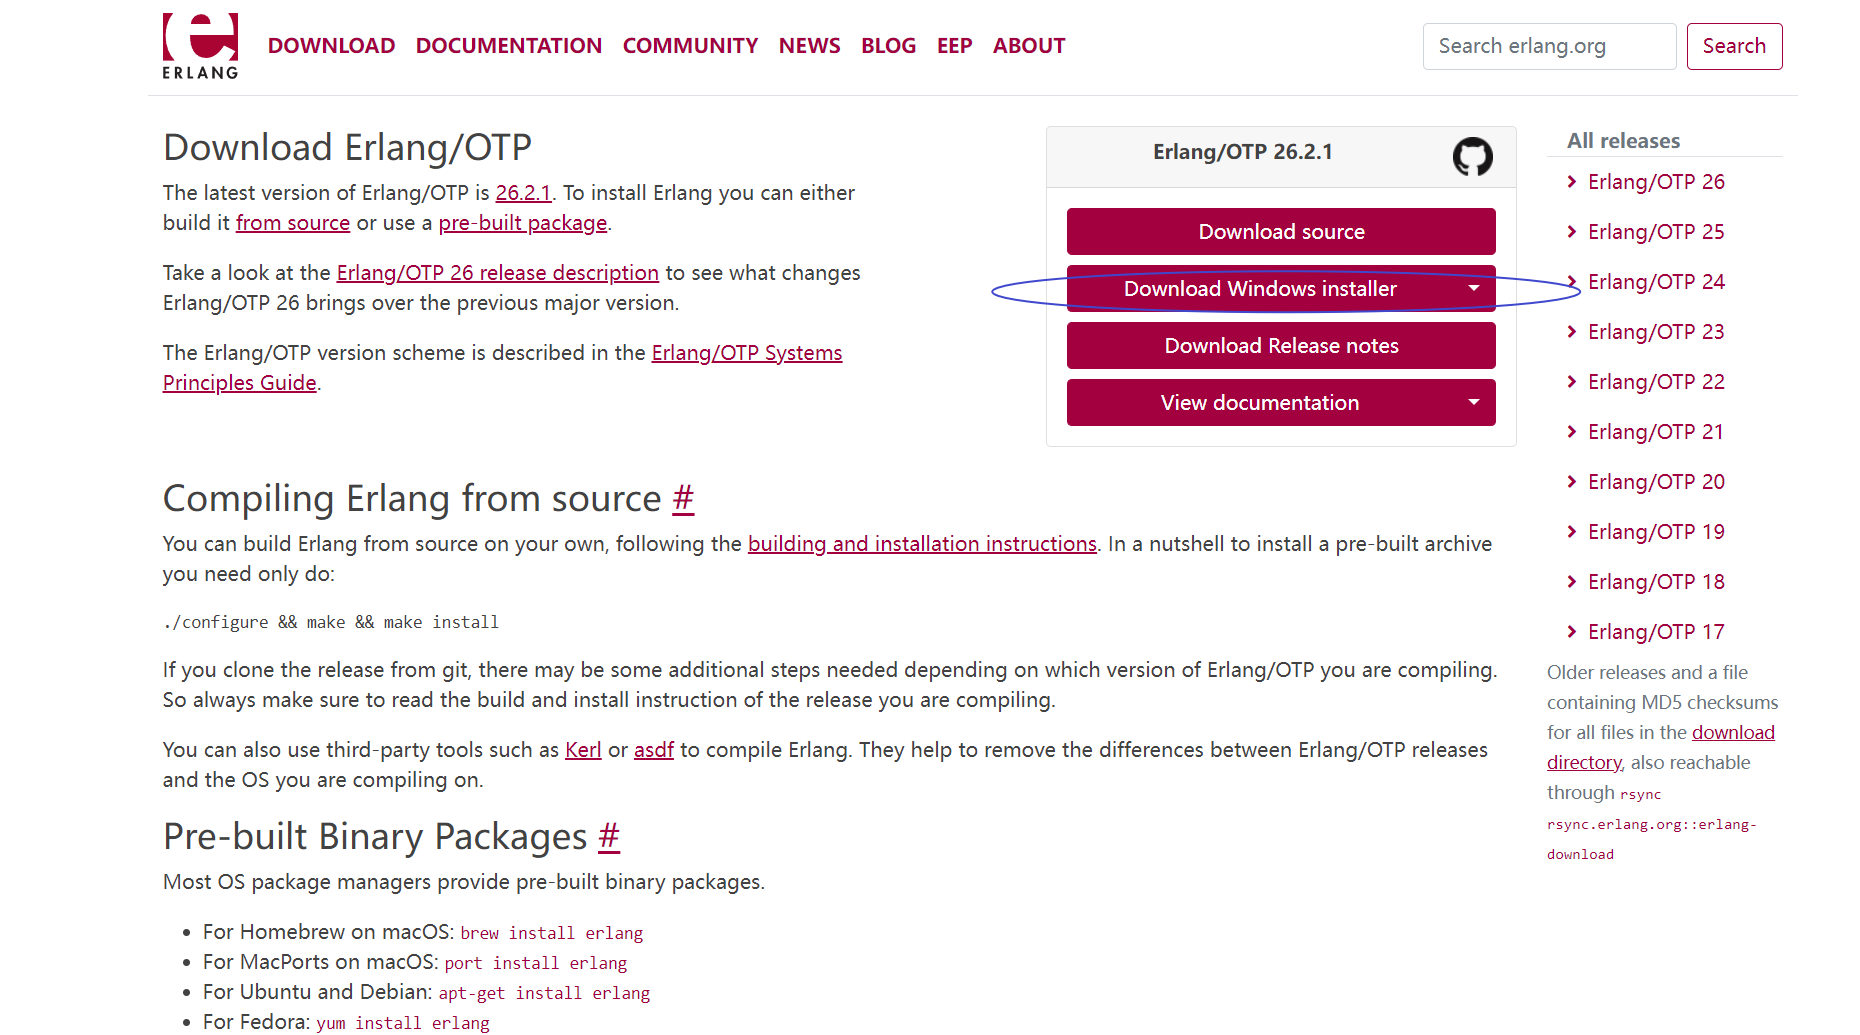 ERLANG
DOWNLOAD DOCUMENTATION COMMUNITY NEWS BLOG EEP ABOUT
Search erlang.org Search
Download Erlang/OTP
The latest version of Erlang/OTP is 26.2.1. To install Erlang you can either
build it from source or use a pre-built package.
Take a look at the Erlang/OTP 26 release description to see what changes
Erlang/OTP 26 brings over the previous major version.
The Erlang/OTP version scheme is described in the Erlang/OTP Systems
Principles Guide.
Erlang/OTP 26.2.1
Download source
Download Windows installer
Download Release notes
View documentation
Compiling Erlang from source #
You can build Erlang from source on your own, following the building and installation instructions. In a nutshell to install a pre-built archive
you need only do:
./configure && make && make install
If you clone the release from git, there may be some additional steps needed depending on which version of Erlang/OTP you are compiling.
So always make sure to read the build and install instruction of the release you are compiling.
You can also use third-party tools such as Kerl or asdf to compile Erlang. They help to remove the differences between Erlang/OTP releases
and the OS you are compiling on.
Pre-built Binary Packages #
Most OS package managers provide pre-built binary packages.
• For Homebrew on macOS: brew install erlang
• For MacPorts on macOS: port install erlang
• For Ubuntu and Debian: apt-get install erlang
• For Fedora: yum install erlang
All releases
Erlang/OTP 26
Erlang/OTP 25
Erlang/OTP 24
Erlang/OTP 23
Erlang/OTP 22
Erlang/OTP 21
Erlang/OTP 20
Erlang/OTP 19
Erlang/OTP 18
Erlang/OTP 17
Older releases and a file
containing MD5 checksums
for all files in the download
directory, also reachable
through rsync
rsync.erlang.org::erlang-
download